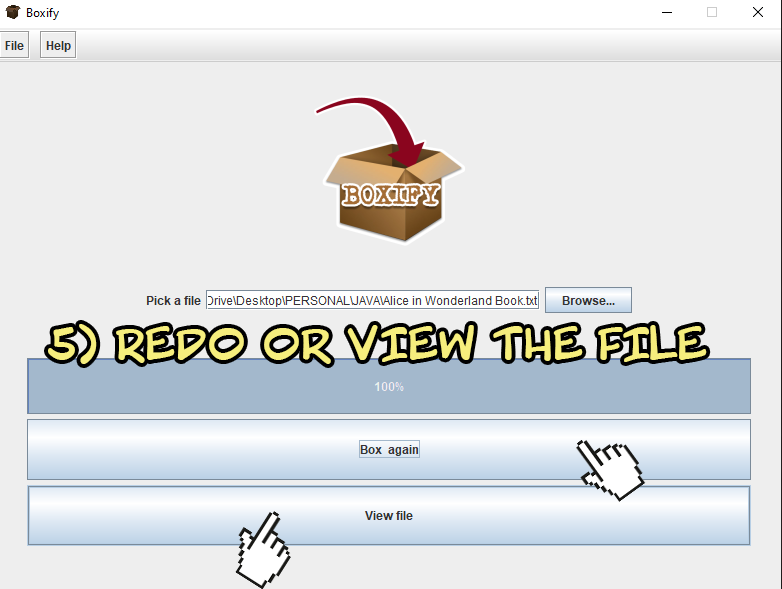 Boxify
File Help
BOXIFY
Pick a file Drive\Desktop\PERSONAL\JAVA\Alice in Wonderland Book.txt Browse...
5) REDO OR VIEW THE FILE
100%
Box again
View file